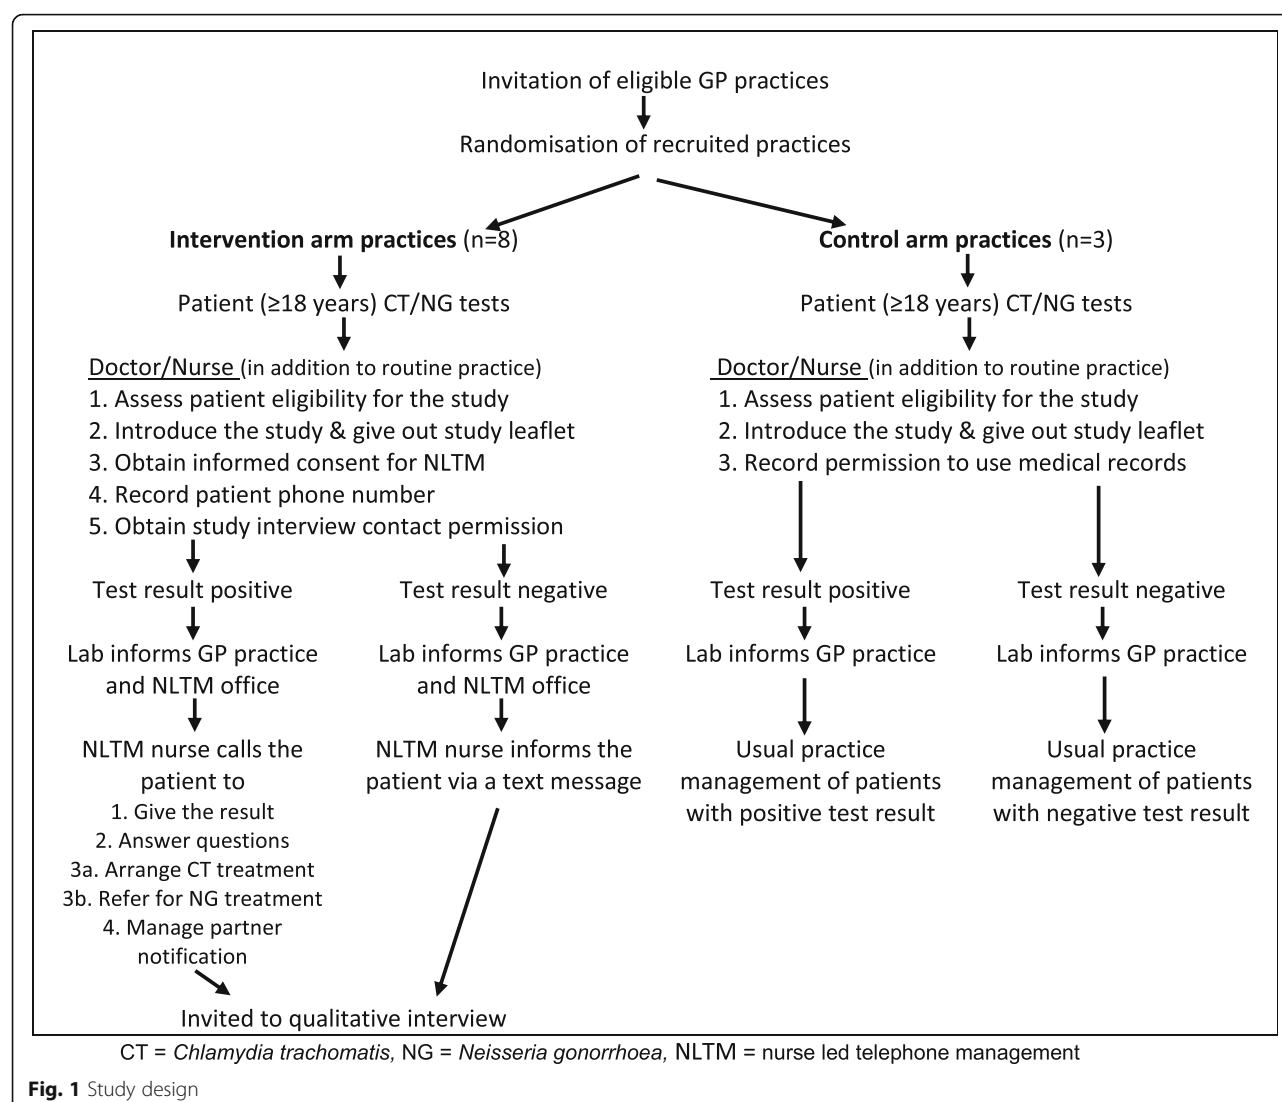 Invitation of eligible GP practices
Randomisation of recruited practices
Intervention arm practices (n=8)
Patient (≥18 years) CT/NG tests
Doctor/Nurse (in addition to routine practice)
1. Assess patient eligibility for the study
2. Introduce the study & give out study leaflet
3. Obtain informed consent for NLTM
4. Record patient phone number
5. Obtain study interview contact permission
Test result positive
Lab informs GP practice
and NLTM office
NLTM nurse calls the
patient to
1. Give the result
2. Answer questions
3a. Arrange CT treatment
3b. Refer for NG treatment
4. Manage partner
notification
Test result negative
Lab informs GP practice
and NLTM office
NLTM nurse informs the
patient via a text message
Invited to qualitative interview
Control arm practices (n=3)
Patient (≥18 years) CT/NG tests
Doctor/Nurse (in addition to routine practice)
1. Assess patient eligibility for the study
2. Introduce the study & give out study leaflet
3. Record permission to use medical records
Test result positive
Lab informs GP practice
Usual practice
management of patients
with positive test result
Test result negative
Lab informs GP practice
Usual practice
management of patients
with negative test result
CT = Chlamydia trachomatis, NG = Neisseria gonorrhoea, NLTM = nurse led telephone management
Fig. 1 Study design